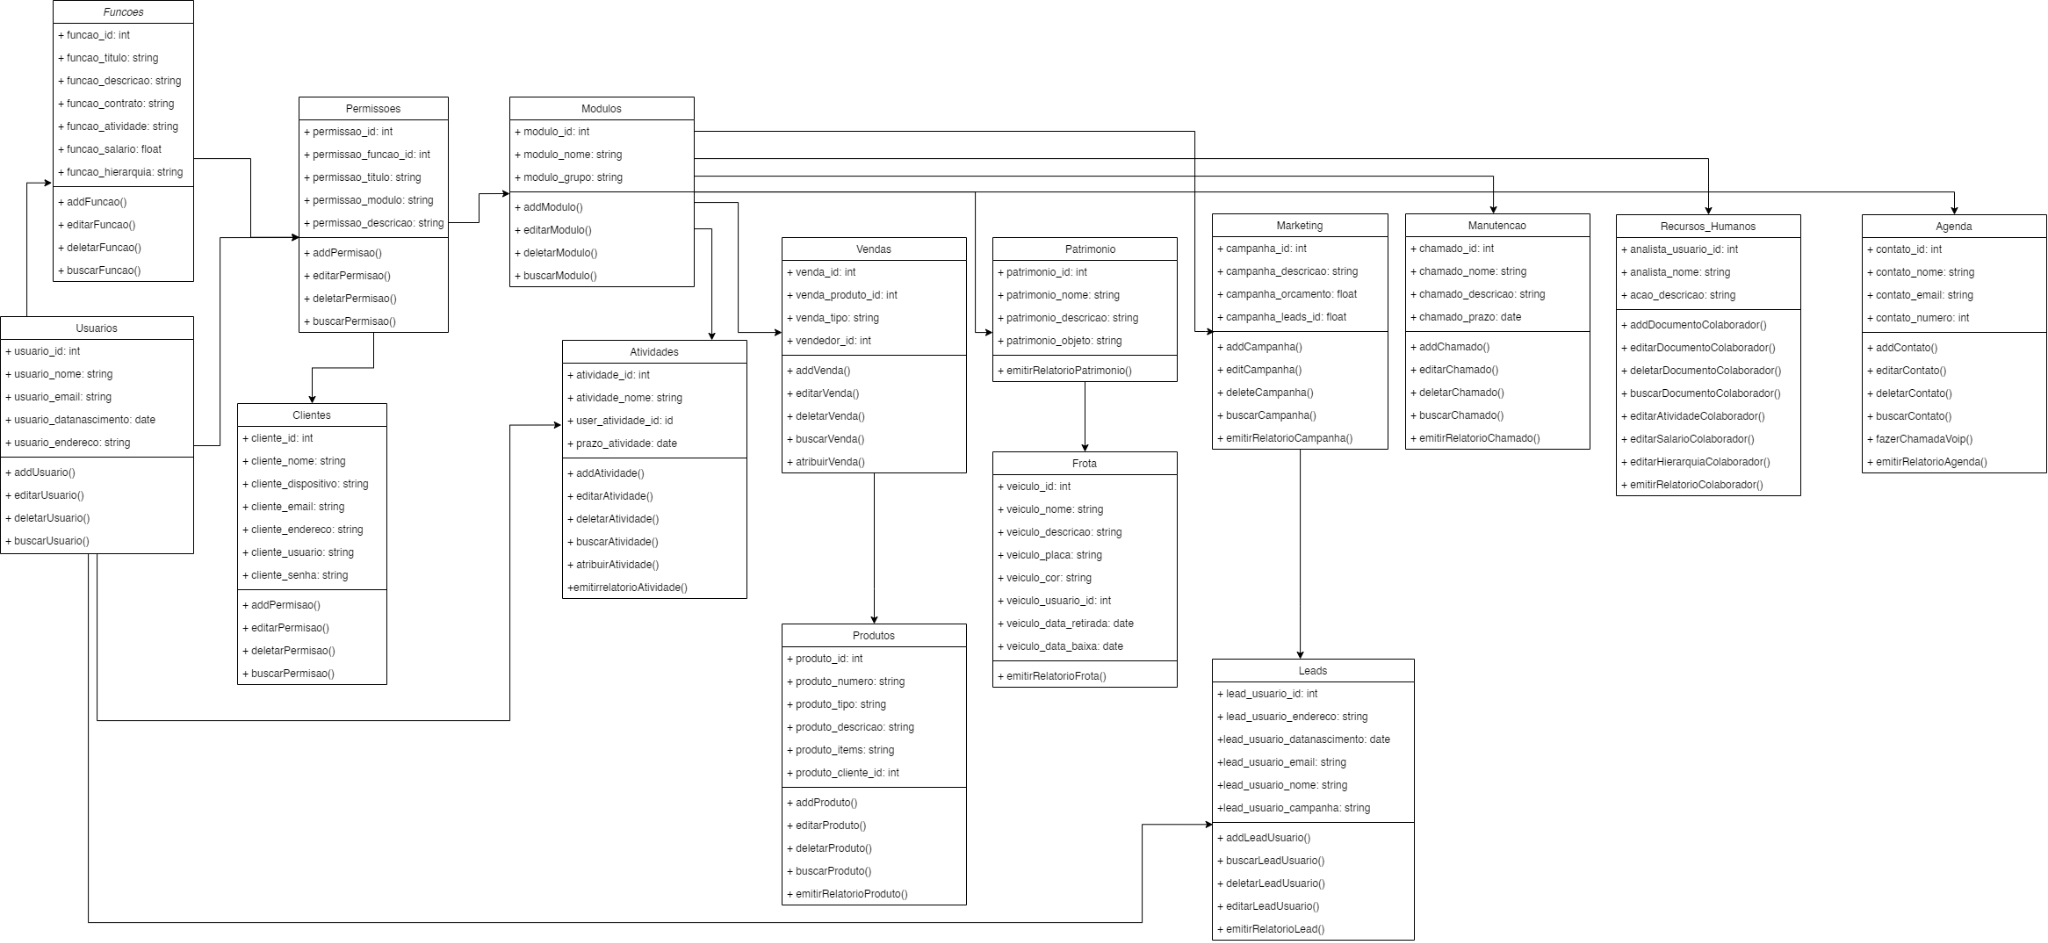 Funcoes
+ funcao_id: int
+ funcao_titulo: string
+ funcao_descricao: string
+ funcao_contrato: string
+ funcao_atividade: string
+ funcao_salario: float
+ funcao_hierarquia: string
+ addFuncao()
+ editarFuncao()
+ deletarFuncao()
+ buscarFuncao()
Usuarios
+ usuario_id: int
+ usuario_nome: string
+ usuario_email: string
+ usuario_datanascimento: date
+ usuario_endereco: string
+ addUsuario()
+ editarUsuario()
+ deletarUsuario()
+ buscarUsuario()
Permissoes
+ permissao_id: int
+ permissao_funcao_id: int
+ permissao_titulo: string
+ permissao_modulo: string
+ permissao_descricao: string
+ addPermisao()
+ editarPermisao()
+ deletarPermisao()
+ buscarPermisao()
Clientes
+ cliente_id: int
+ cliente_nome: string
+ cliente_dispositivo: string
+ cliente_email: string
+ cliente_endereco: string
+ cliente_usuario: string
+ cliente_senha: string
+ addPermisao()
+ editarPermisao()
+ deletarPermisao()
+ buscarPermisao()
Modulos
+ modulo_id: int
+ modulo_nome: string
+ modulo_grupo: string
+ addModulo()
+ editarModulo()
+ deletarModulo()
+ buscarModulo()
Atividades
+ atividade_id: int
+ atividade_nome: string
+ user_atividade_id: id
+ prazo_atividade: date
+ addAtividade()
+ editarAtividade()
+ deletarAtividade()
+ buscarAtividade()
+ atribuirAtividade()
+emitirrelatorioAtividade()
Vendas
+ venda_id: int
+ venda_produto_id: int
+ venda_tipo: string
+ vendedor_id: int
+ addVenda()
+ editarVenda()
+ deletarVenda()
+ buscarVenda()
+ atribuirVenda()
Produtos
+ produto_id: int
+ produto_numero: string
+ produto_tipo: string
+ produto_descricao: string
+ produto_items: string
+ produto_cliente_id: int
+ addProduto()
+ editarProduto()
+ deletarProduto()
+ buscarProduto()
+ emitirRelatorioProduto()
Patrimonio
+ patrimonio_id: int
+ patrimonio_nome: string
+ patrimonio_descricao: string
+ patrimonio_objeto: string
+ emitirRelatorioPatrimonio()
Frota
+ veiculo_id: int
+ veiculo_nome: string
+ veiculo_descricao: string
+ veiculo_placa: string
+ veiculo_cor: string
+ veiculo_usuario_id: int
+ veiculo_data_retirada: date
+ veiculo_data_baixa: date
+ emitirRelatorioFrota()
Marketing
+ campanha_id: int
+ campanha_descricao: string
+ campanha_orcamento: float
+ campanha_leads_id: float
+ addCampanha()
+ editCampanha()
+ deleteCampanha()
+ buscarCampanha()
+ emitirRelatorioCampanha()
Leads
+ lead_usuario_id: int
+ lead_usuario_endereco: string
+lead_usuario_datanascimento: date
+lead_usuario_email: string
+lead_usuario_nome: string
+lead_usuario_campanha: string
+ addLeadUsuario()
+ buscarLeadUsuario()
+ deletarLeadUsuario()
+ editarLeadUsuario()
+ emitirRelatorioLead()
Manutencao
+ chamado_id: int
+ chamado_nome: string
+ chamado_descricao: string
+ chamado_prazo: date
+ addChamado()
+ editarChamado()
+ deletarChamado()
+ buscarChamado()
+ emitirRelatorioChamado()
Recursos_Humanos
+ analista_usuario_id: int
+ analista_nome: string
+ acao_descricao: string
+ addDocumentoColaborador()
+ editarDocumentoColaborador()
+ deletarDocumentoColaborador()
+ buscarDocumentoColaborador()
+ editarAtividadeColaborador()
+ editarSalarioColaborador()
+ editarHierarquiaColaborador()
+ emitirRelatorioColaborador()
Agenda
+ contato_id: int
+ contato_nome: string
+ contato_email: string
+ contato_numero: int
+ addContato()
+ editarContato()
+ deletarContato()
+ buscarContato()
+ fazerChamadaVoip()
+ emitirRelatorioAgenda()